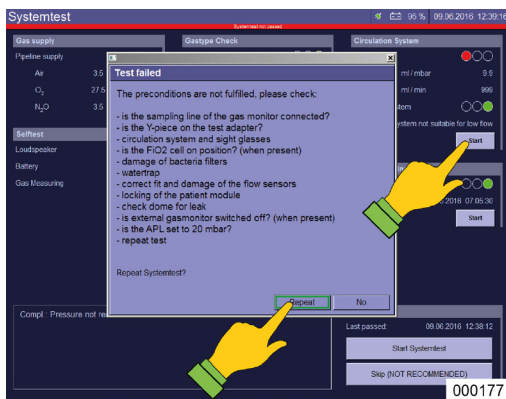 Systemtest
96 %
09.06.2016 12:39:16
Systemtest not passed
Gas supply
Gastype Check
Circulation System
Pipeline supply
Air 3.5
O₂ 27.5
N₂O 3.5
ml / mbar 9.9
ml / min 999
system not suitable for low flow
Start
Selftest
Loudspeaker
Battery
Gas Measuring
Test failed
x
The preconditions are not fulfilled, please check:
- is the sampling line of the gas monitor connected?
- is the Y-piece on the test adapter?
- circulation system and sight glasses
- is the FiO2 cell on position? (when present)
- damage of bacteria filters
- watertrap
- correct fit and damage of the flow sensors
- locking of the patient module
- check dome for leak
- is external gasmonitor switched off? (when present)
- is the APL set to 20 mbar?
- repeat test
Repeat Systemtest?
Repeat
No
2016 07:05:30
Start
Compl.: Pressure not re
Last passed: 09.06.2016 12:38:12
Start Systemtest
Skip (NOT RECOMMENDED)
000177